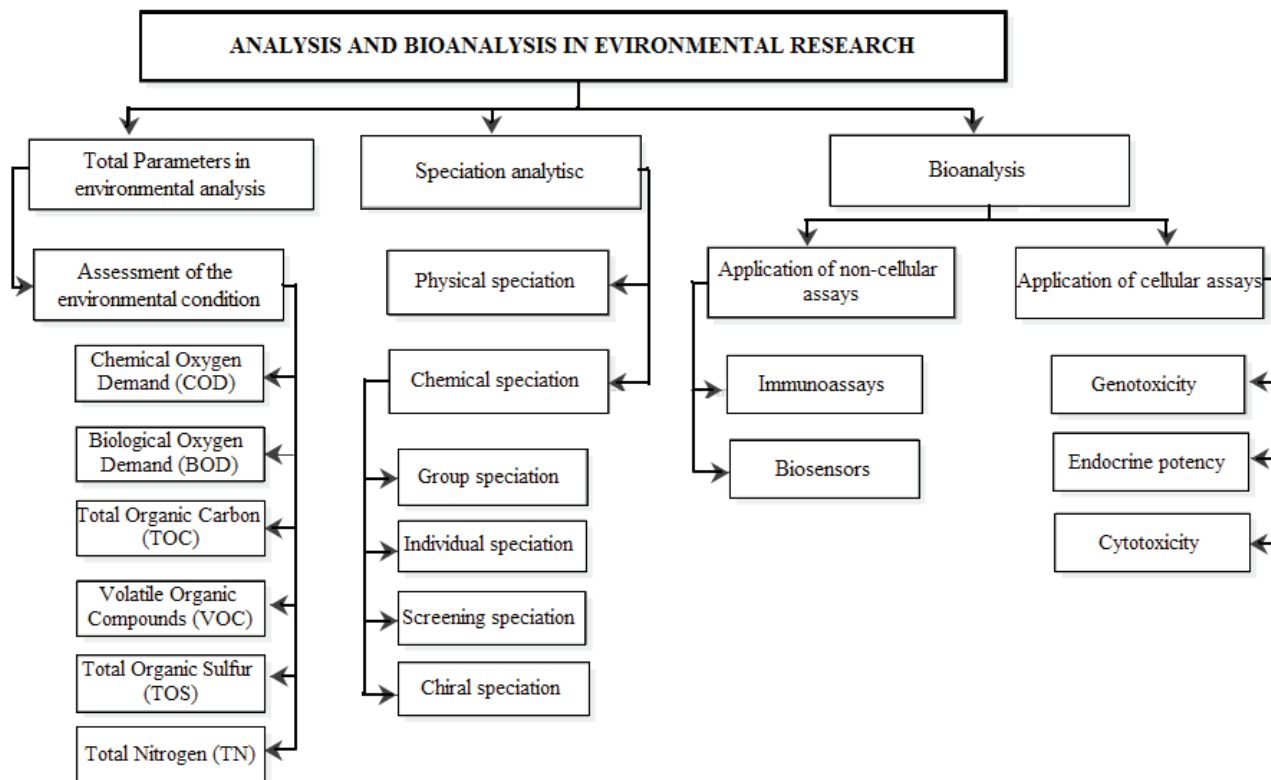 ANALYSIS AND BIOANALYSIS IN EVIRONMENTAL RESEARCH
Total Parameters in
environmental analysis
Assessment of the
environmental condition
Chemical Oxygen
Demand (COD)
Biological Oxygen
Demand (BOD)
Total Organic Carbon
(TOC)
Volatile Organic
Compounds (VOC)
Total Organic Sulfur
(TOS)
Total Nitrogen (TN)
Speciation analytisc
Physical speciation
Chemical speciation
Group speciation
Individual speciation
Screening speciation
Chiral speciation
Bioanalysis
Application of non-cellular
assays
Immunoassays
Biosensors
Application of cellular assays
Genotoxicity
Endocrine potency
Cytotoxicity